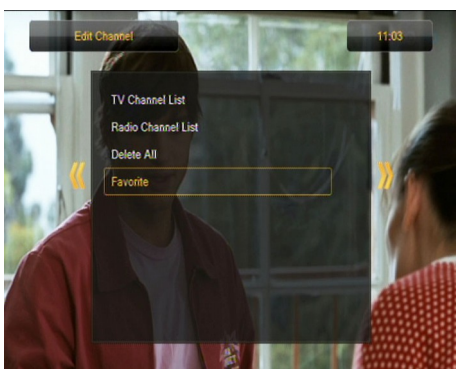 Edit Channel
11:03
TV Channel List
Radio Channel List
Delete All
Favorite